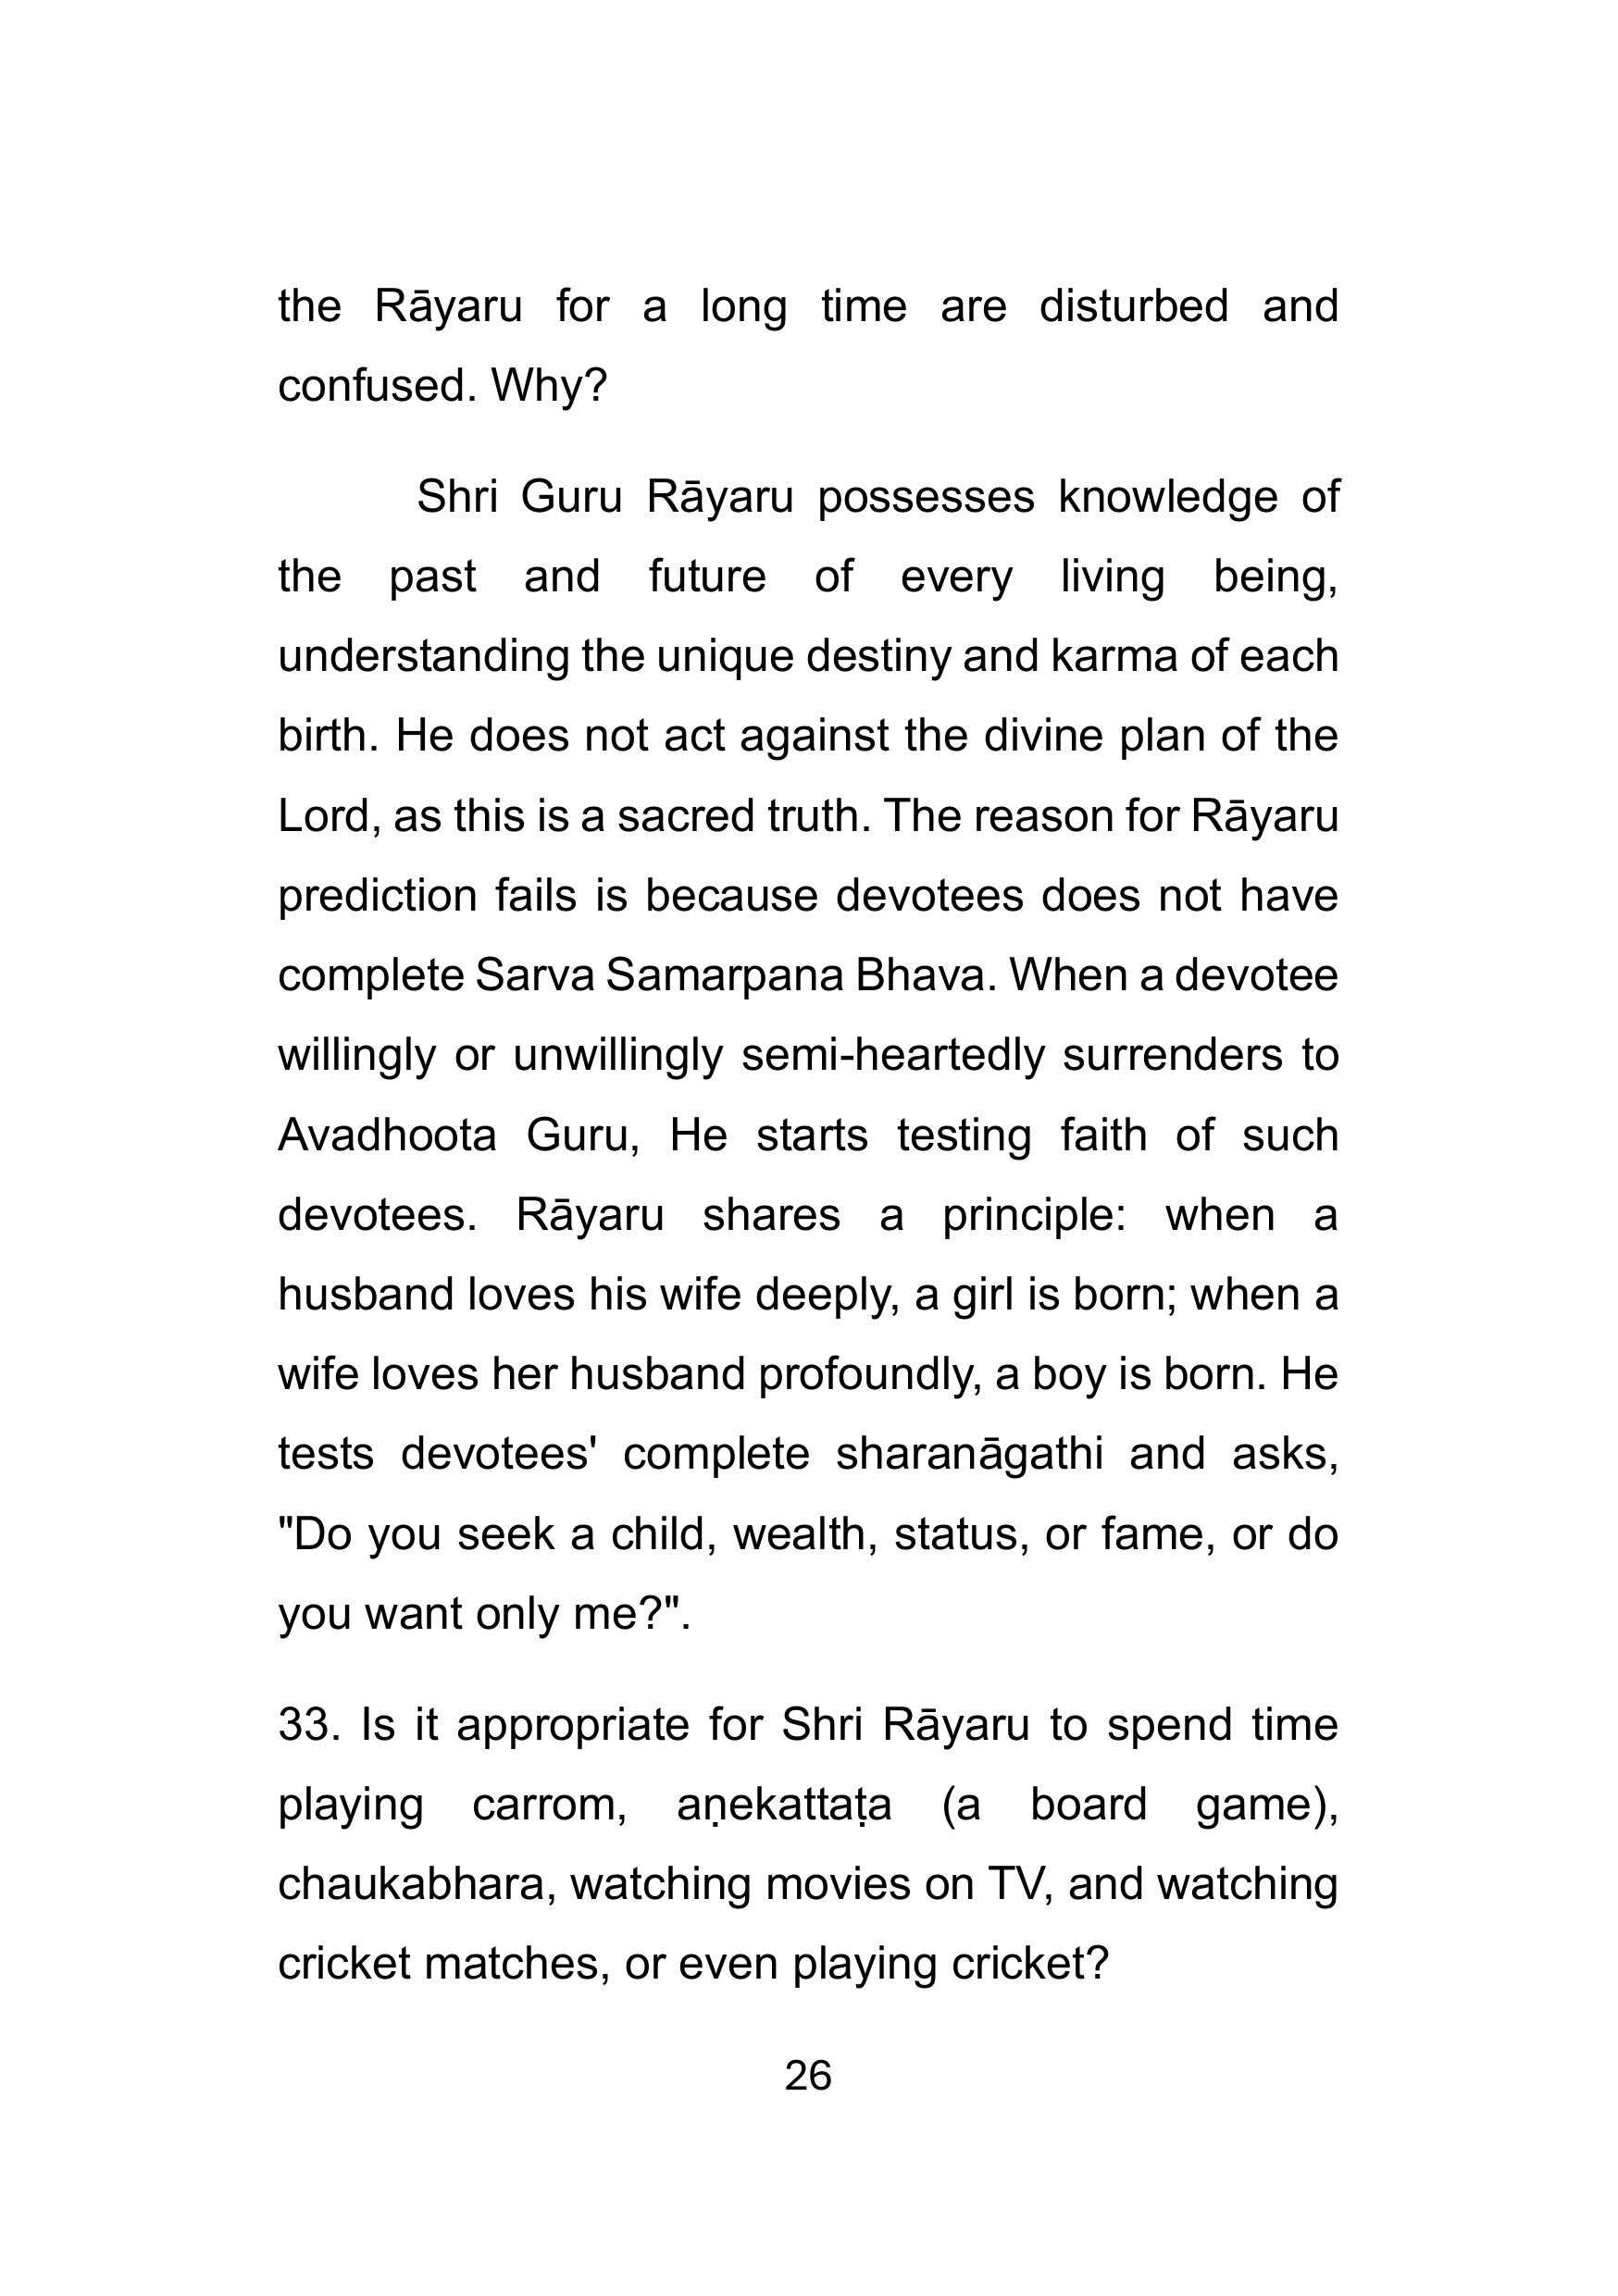 the Rāyaru for a long time are disturbed and
confused. Why?
Shri Guru Rāyaru possesses knowledge of
the past and future of every living being,
understanding the unique destiny and karma of each
birth. He does not act against the divine plan of the
Lord, as this is a sacred truth. The reason for Rāyaru
prediction fails is because devotees does not have
complete Sarva Samarpana Bhava. When a devotee
willingly or unwillingly semi-heartedly surrenders to
Avadhoota Guru, He starts testing faith of such
devotees. Rāyaru shares a principle: when a
husband loves his wife deeply, a girl is born; when a
wife loves her husband profoundly, a boy is born. He
tests devotees' complete sharanāgathi and asks,
"Do you seek a child, wealth, status, or fame, or do
you want only me?".
33. Is it appropriate for Shri Rāyaru to spend time
playing carrom, aṇekattaṭa (a board game),
chaukabhara, watching movies on TV, and watching
cricket matches, or even playing cricket?
26